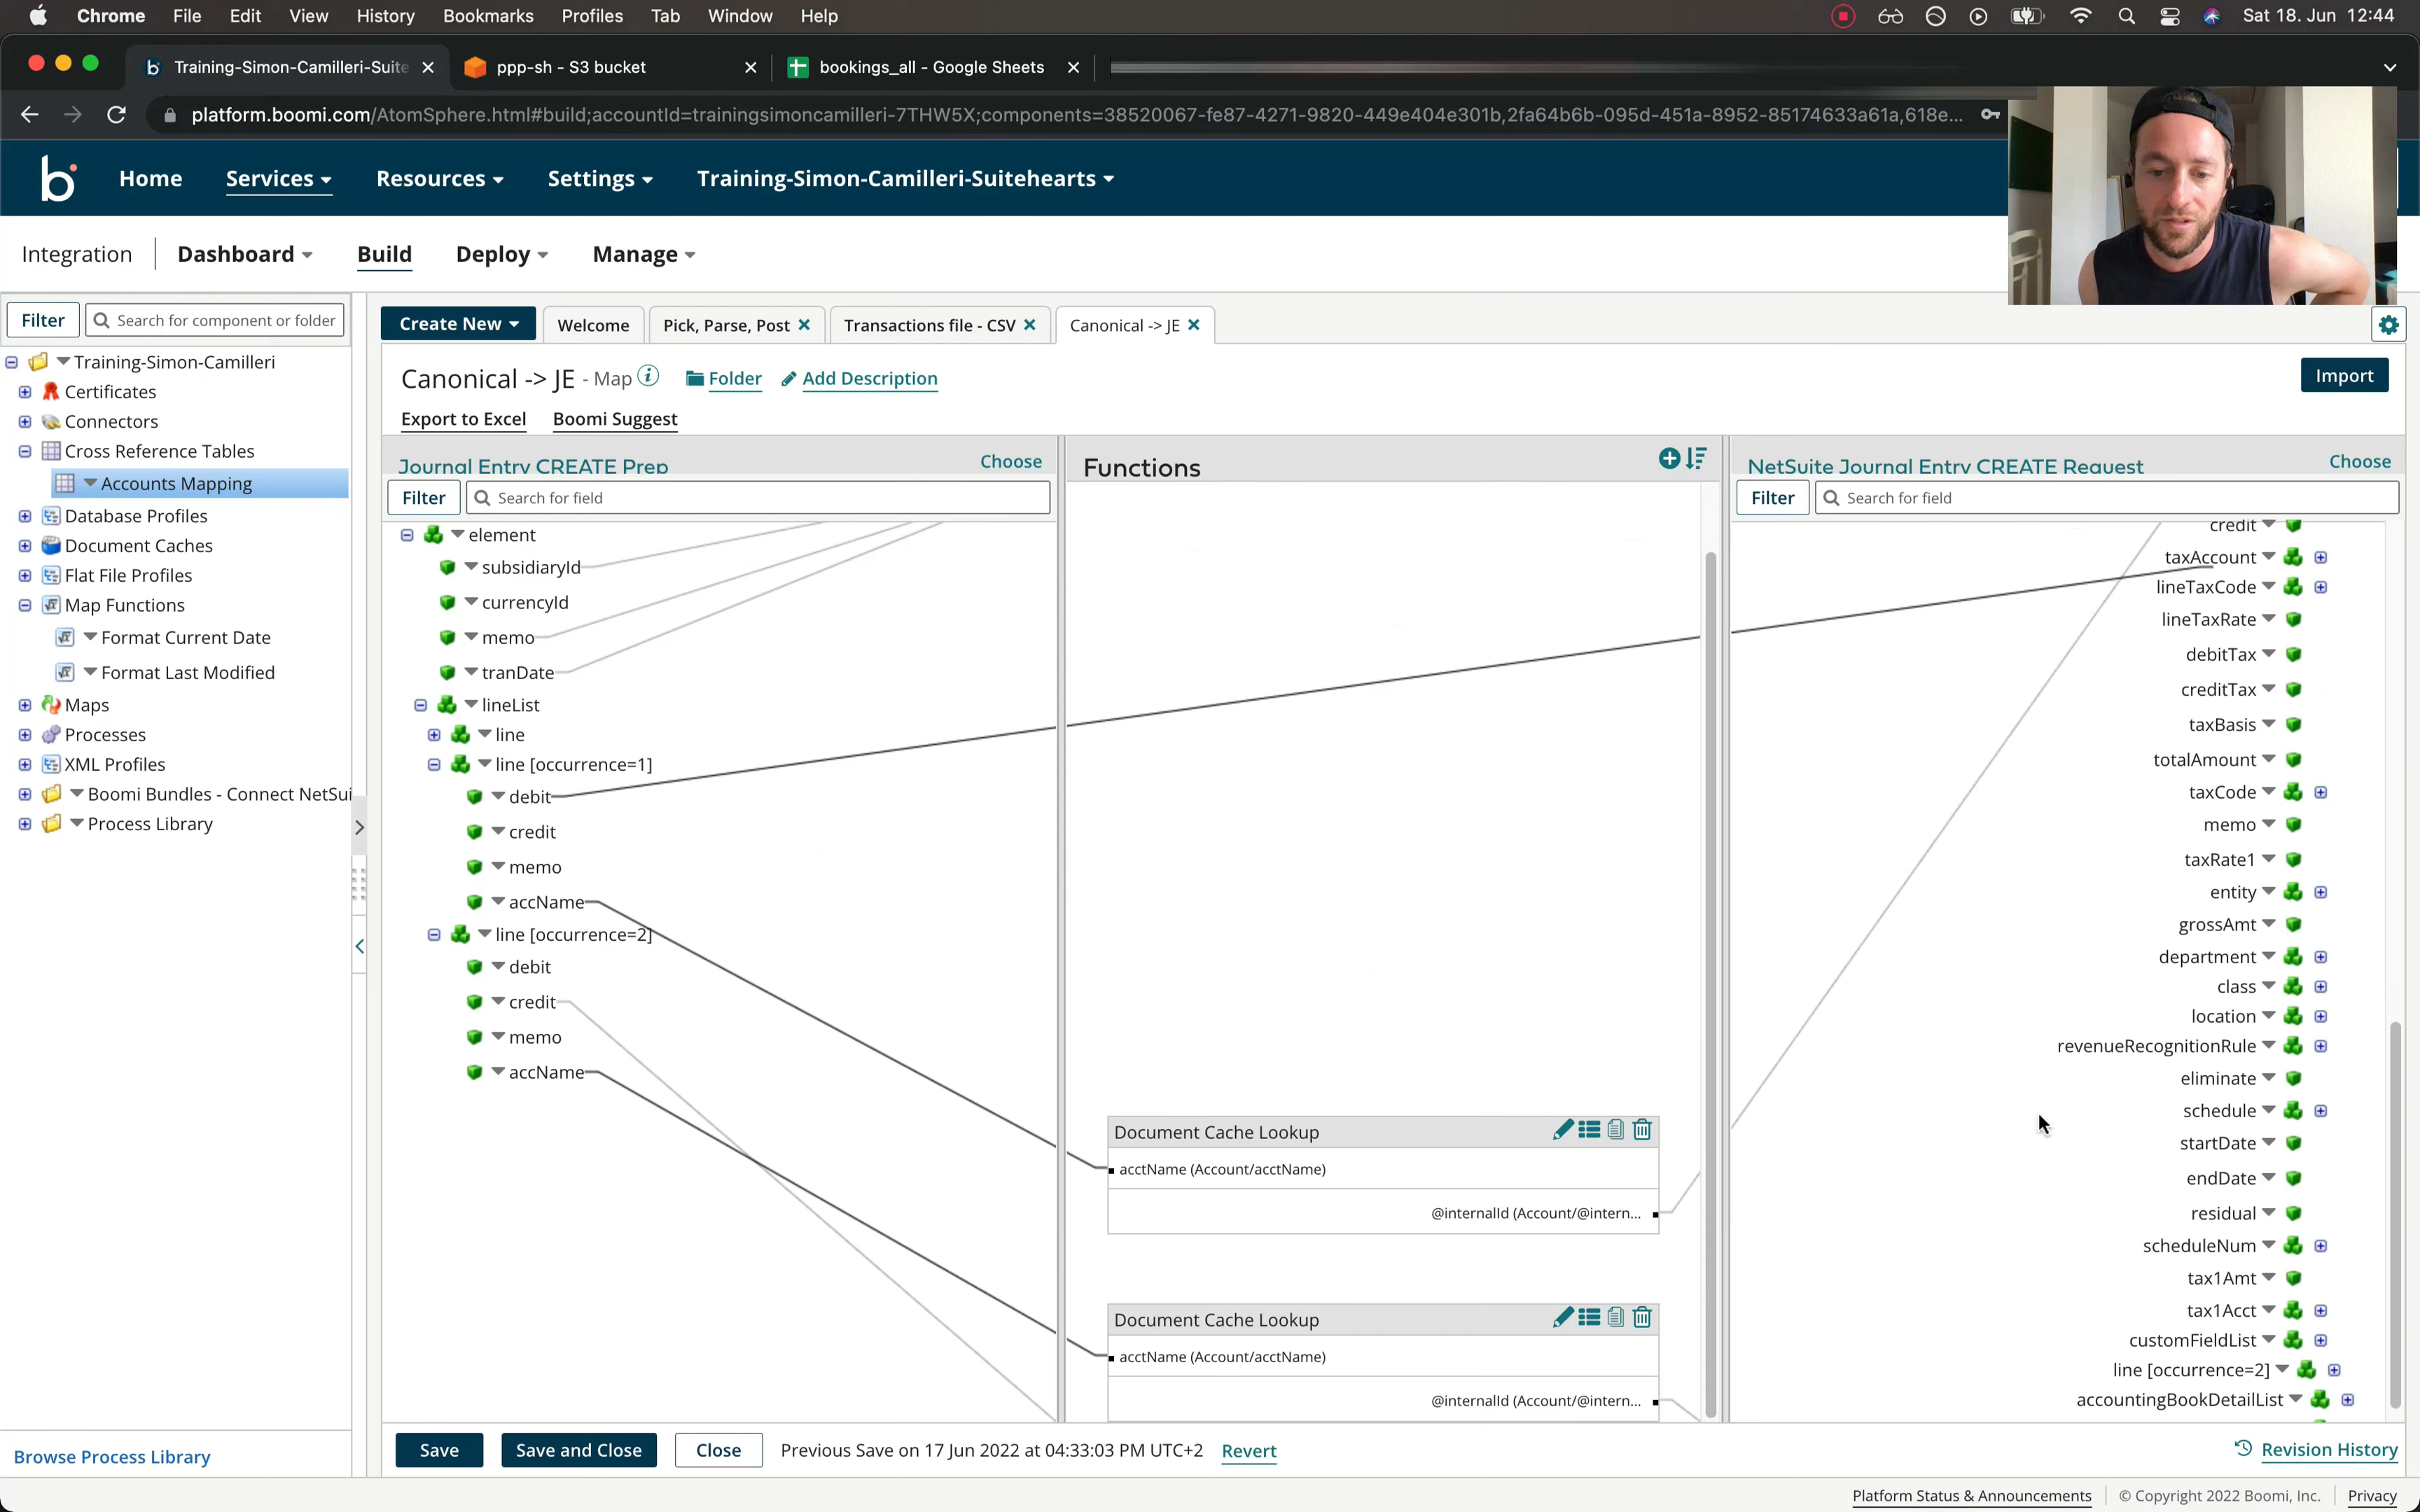 Chrome File Edit View History Bookmarks Profiles Tab Window Help Sat 18. Jun 12:44
Training-Simon-Camilleri-Suite ppp-sh - S3 bucket bookings_all - Google Sheets
platform.boomi.com/AtomSphere.html#build;accountId=trainingsimoncamilleri-7THW5X;components=38520067-fe87-4271-9820-449e404e301b,2fa64b6b-095d-451a-8952-85174633a61a,618e...
Home Services Resources Settings Training-Simon-Camilleri-Suitehearts
Integration Dashboard Build Deploy Manage
Filter Search for component or folder
Training-Simon-Camilleri
Certificates
Connectors
Cross Reference Tables
Accounts Mapping
Database Profiles
Document Caches
Flat File Profiles
Map Functions
Format Current Date
Format Last Modified
Maps
Processes
XML Profiles
Boomi Bundles - Connect NetSui
Process Library
Browse Process Library
Create New Welcome Pick, Parse, Post Transactions file - CSV Canonical -> JE
Canonical -> JE - Map Folder Add Description Import
Export to Excel Boomi Suggest
Journal Entry CREATE Prep Choose
Filter Search for field
element
subsidiaryId
currencyId
memo
tranDate
lineList
line
line [occurrence=1]
debit
credit
memo
accName
line [occurrence=2]
debit
credit
memo
accName
Functions
Document Cache Lookup
acctName (Account/acctName)
@internalId (Account/@intern...
Document Cache Lookup
acctName (Account/acctName)
@internalId (Account/@intern...
NetSuite Journal Entry CREATE Request Choose
Filter Search for field
credit
taxAccount
lineTaxCode
lineTaxRate
debitTax
creditTax
taxBasis
totalAmount
taxCode
memo
taxRate1
entity
grossAmt
department
class
location
revenueRecognitionRule
eliminate
schedule
startDate
endDate
residual
scheduleNum
tax1Amt
tax1Acct
customFieldList
line [occurrence=2]
accountingBookDetailList
Save Save and Close Close Previous Save on 17 Jun 2022 at 04:33:03 PM UTC+2 Revert Revision History
Platform Status & Announcements © Copyright 2022 Boomi, Inc. Privacy